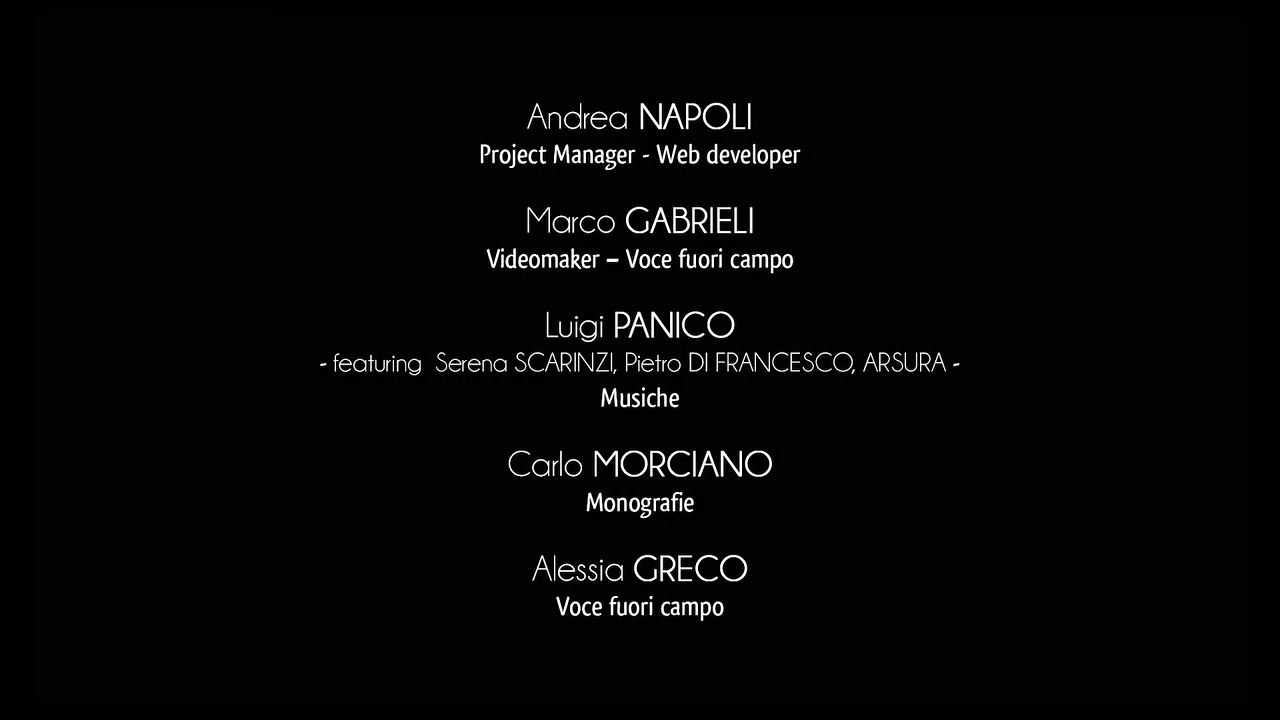 Andrea NAPOLI
Project Manager - Web developer
Marco GABRIELI
Videomaker – Voce fuori campo
Luigi PANICO
- featuring  Serena SCARINZI, Pietro DI FRANCESCO, ARSURA -
Musiche
Carlo MORCIANO
Monografie
Alessia GRECO
Voce fuori campo